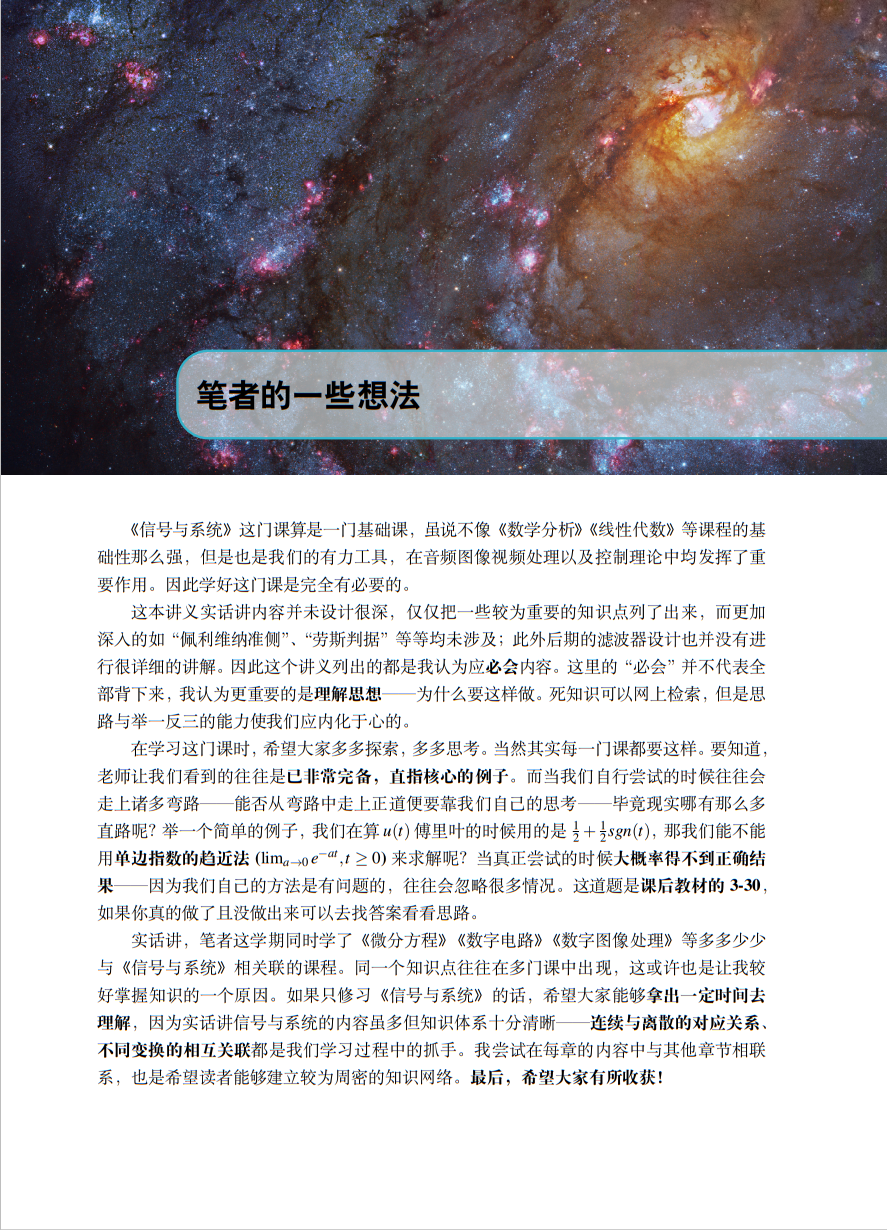 笔者的一些想法
《信号与系统》这门课算是一门基础课，虽说不像《数学分析》《线性代数》等课程的基
础性那么强，但是也是我们的有力工具，在音频图像视频处理以及控制理论中均发挥了重
要作用。因此学好这门课是完全有必要的。
这本讲义实话讲内容并未设计很深，仅仅把一些较为重要的知识点列了出来，而更加
深入的如“佩利维纳准侧”、“劳斯判据”等等均未涉及；此外后期的滤波器设计也并没有进
行很详细的讲解。因此这个讲义列出的都是我认为应必会内容。这里的“必会”并不代表全
部背下来，我认为更重要的是理解思想——为什么要这样做。死知识可以网上检索，但是思
路与举一反三的能力使我们应内化于心的。
在学习这门课时，希望大家多多探索，多多思考。当然其实每一门课都要这样。要知道，
老师让我们看到的往往是已非常完备，直指核心的例子。而当我们自行尝试的时候往往会
走上诸多弯路——能否从弯路中走上正道便要靠我们自己的思考——毕竟现实哪有那么多
直路呢？举一个简单的例子，我们在算 u(t) 傅里叶的时候用的是 1/2 + 1/2 sgn(t)，那我们能不能
用单边指数的趋近法 (lim_{a→0} e^{−at}, t ≥ 0) 来求解呢？当真正尝试的时候大概率得不到正确结
果——因为我们自己的方法是有问题的，往往会忽略很多情况。这道题是课后教材的 3-30，
如果你真的做了且没做出来可以去找答案看看思路。
实话讲，笔者这学期同时学了《微分方程》《数字电路》《数字图像处理》等多多少少
与《信号与系统》相关联的课程。同一个知识点往往在多门课中出现，这或许也是让我较
好掌握知识的一个原因。如果只修习《信号与系统》的话，希望大家能够拿出一定时间去
理解，因为实话讲信号与系统的内容虽多但知识体系十分清晰——连续与离散的对应关系、
不同变换的相互关联都是我们学习过程中的抓手。我尝试在每章的内容中与其他章节相联
系，也是希望读者能够建立较为周密的知识网络。最后，希望大家有所收获！